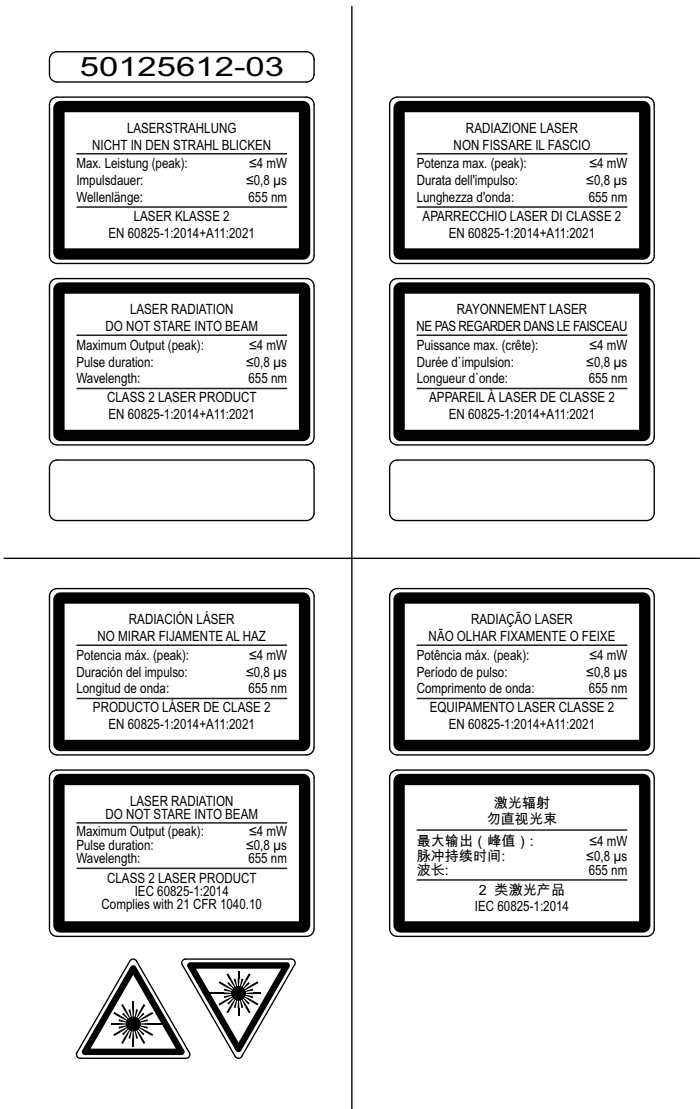 50125612-03
LASERSTRAHLUNG
NICHT IN DEN STRAHL BLICKEN
Max. Leistung (peak): ≤4 mW
Impulsdauer: ≤0,8 µs
Wellenlänge: 655 nm
LASER KLASSE 2
EN 60825-1:2014+A11:2021
LASER RADIATION
DO NOT STARE INTO BEAM
Maximum Output (peak): ≤4 mW
Pulse duration: ≤0,8 µs
Wavelength: 655 nm
CLASS 2 LASER PRODUCT
EN 60825-1:2014+A11:2021
RADIAZIONE LASER
NON FISSARE IL FASCIO
Potenza max. (peak): ≤4 mW
Durata dell'impulso: ≤0,8 µs
Lunghezza d'onda: 655 nm
APARRECCHIO LASER DI CLASSE 2
EN 60825-1:2014+A11:2021
RAYONNEMENT LASER
NE PAS REGARDER DANS LE FAISCEAU
Puissance max. (crête): ≤4 mW
Durée d`impulsion: ≤0,8 µs
Longueur d`onde: 655 nm
APPAREIL À LASER DE CLASSE 2
EN 60825-1:2014+A11:2021
RADIACIÓN LÁSER
NO MIRAR FIJAMENTE AL HAZ
Potencia máx. (peak): ≤4 mW
Duración del impulso: ≤0,8 µs
Longitud de onda: 655 nm
PRODUCTO LÁSER DE CLASE 2
EN 60825-1:2014+A11:2021
LASER RADIATION
DO NOT STARE INTO BEAM
Maximum Output (peak): ≤4 mW
Pulse duration: ≤0,8 µs
Wavelength: 655 nm
CLASS 2 LASER PRODUCT
IEC 60825-1:2014
Complies with 21 CFR 1040.10
RADIAÇÃO LASER
NÃO OLHAR FIXAMENTE O FEIXE
Potência máx. (peak): ≤4 mW
Período de pulso: ≤0,8 µs
Comprimento de onda: 655 nm
EQUIPAMENTO LASER CLASSE 2
EN 60825-1:2014+A11:2021
激光辐射
勿直视光束
最大输出 ( 峰值 ) : ≤4 mW
脉冲持续时间: ≤0,8 µs
波长: 655 nm
2 类激光产品
IEC 60825-1:2014